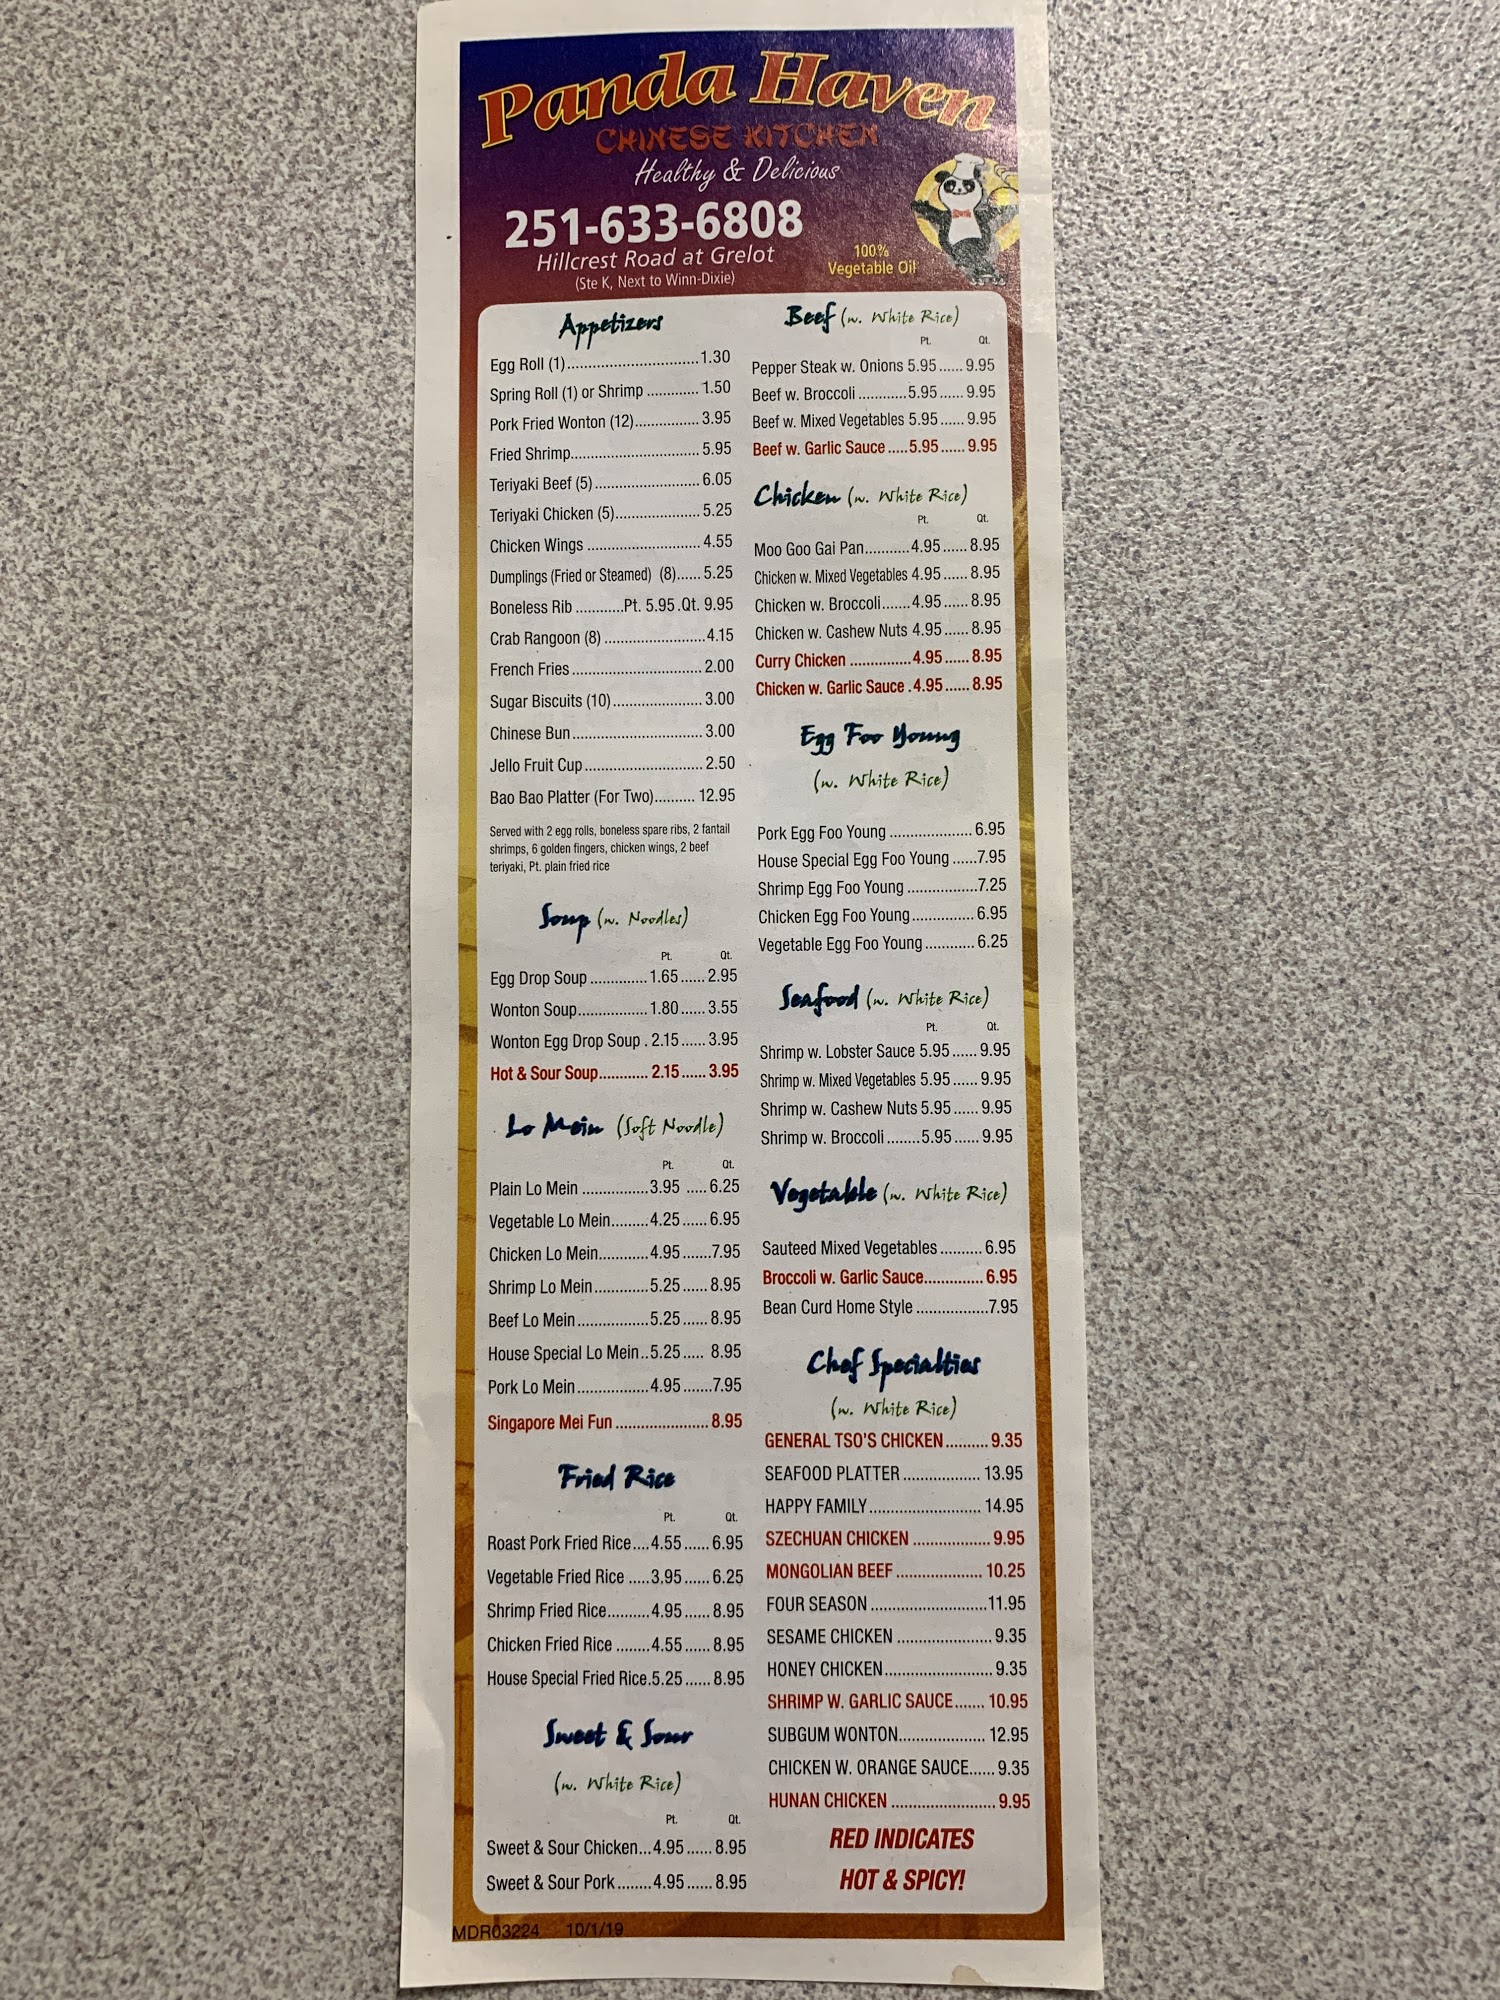 Panda Haven
CHINESE KITCHEN
Healthy & Delicious
251-633-6808
Hillcrest Road at Grelot
(Ste K, Next to Winn-Dixie)
100%
Vegetable Oil
Appetizers
Egg Roll (1)..............................1.30
Spring Roll (1) or Shrimp ............ 1.50
Pork Fried Wonton (12)................ 3.95
Fried Shrimp.............................. 5.95
Teriyaki Beef (5)......................... 6.05
Teriyaki Chicken (5)..................... 5.25
Chicken Wings ........................... 4.55
Dumplings (Fried or Steamed) (8)...... 5.25
Boneless Rib ............Pt. 5.95.Qt. 9.95
Crab Rangoon (8) ........................4.15
French Fries ............................... 2.00
Sugar Biscuits (10)...................... 3.00
Chinese Bun............................... 3.00
Jello Fruit Cup............................ 2.50
Bao Bao Platter (For Two).......... 12.95
Served with 2 egg rolls, boneless spare ribs, 2 fantail
shrimps, 6 golden fingers, chicken wings, 2 beef
teriyaki, Pt. plain fried rice
Soup (w. Noodles)
Pt. Qt.
Egg Drop Soup ..............1.65...... 2.95
Wonton Soup.................1.80...... 3.55
Wonton Egg Drop Soup . 2.15...... 3.95
Hot & Sour Soup............ 2.15...... 3.95
Lo Mein (Soft Noodle)
Pt. Qt.
Plain Lo Mein ................3.95 .....6.25
Vegetable Lo Mein.........4.25......6.95
Chicken Lo Mein............4.95.......7.95
Shrimp Lo Mein.............5.25...... 8.95
Beef Lo Mein.................5.25...... 8.95
House Special Lo Mein..5.25..... 8.95
Pork Lo Mein.................4.95.......7.95
Singapore Mei Fun ...................... 8.95
Fried Rice
Pt. Qt.
Roast Pork Fried Rice....4.55...... 6.95
Vegetable Fried Rice .....3.95...... 6.25
Shrimp Fried Rice..........4.95...... 8.95
Chicken Fried Rice ........4.55...... 8.95
House Special Fried Rice.5.25...... 8.95
Sweet & Sour
(w. White Rice)
Pt. Qt.
Sweet & Sour Chicken...4.95...... 8.95
Sweet & Sour Pork........4.95...... 8.95
Beef (w. White Rice)
Pt. Qt.
Pepper Steak w. Onions 5.95...... 9.95
Beef w. Broccoli ............5.95...... 9.95
Beef w. Mixed Vegetables 5.95...... 9.95
Beef w. Garlic Sauce .....5.95...... 9.95
Chicken (w. White Rice)
Pt. Qt.
Moo Goo Gai Pan...........4.95...... 8.95
Chicken w. Mixed Vegetables 4.95...... 8.95
Chicken w. Broccoli.......4.95...... 8.95
Chicken w. Cashew Nuts 4.95...... 8.95
Curry Chicken ...............4.95...... 8.95
Chicken w. Garlic Sauce .4.95...... 8.95
Egg Foo Young
(w. White Rice)
Pork Egg Foo Young .................... 6.95
House Special Egg Foo Young ......7.95
Shrimp Egg Foo Young .................7.25
Chicken Egg Foo Young............... 6.95
Vegetable Egg Foo Young............ 6.25
Seafood (w. White Rice)
Pt. Qt.
Shrimp w. Lobster Sauce 5.95...... 9.95
Shrimp w. Mixed Vegetables 5.95...... 9.95
Shrimp w. Cashew Nuts 5.95...... 9.95
Shrimp w. Broccoli ........5.95...... 9.95
Vegetable (w. White Rice)
Sauteed Mixed Vegetables .......... 6.95
Broccoli w. Garlic Sauce.............. 6.95
Bean Curd Home Style .................7.95
Chef Specialties
(w. White Rice)
GENERAL TSO'S CHICKEN.......... 9.35
SEAFOOD PLATTER .................. 13.95
HAPPY FAMILY.......................... 14.95
SZECHUAN CHICKEN .................. 9.95
MONGOLIAN BEEF .................... 10.25
FOUR SEASON ...........................11.95
SESAME CHICKEN ...................... 9.35
HONEY CHICKEN......................... 9.35
SHRIMP W. GARLIC SAUCE....... 10.95
SUBGUM WONTON.................... 12.95
CHICKEN W. ORANGE SAUCE...... 9.35
HUNAN CHICKEN ........................ 9.95
RED INDICATES
HOT & SPICY!
MDR03224 10/1/19